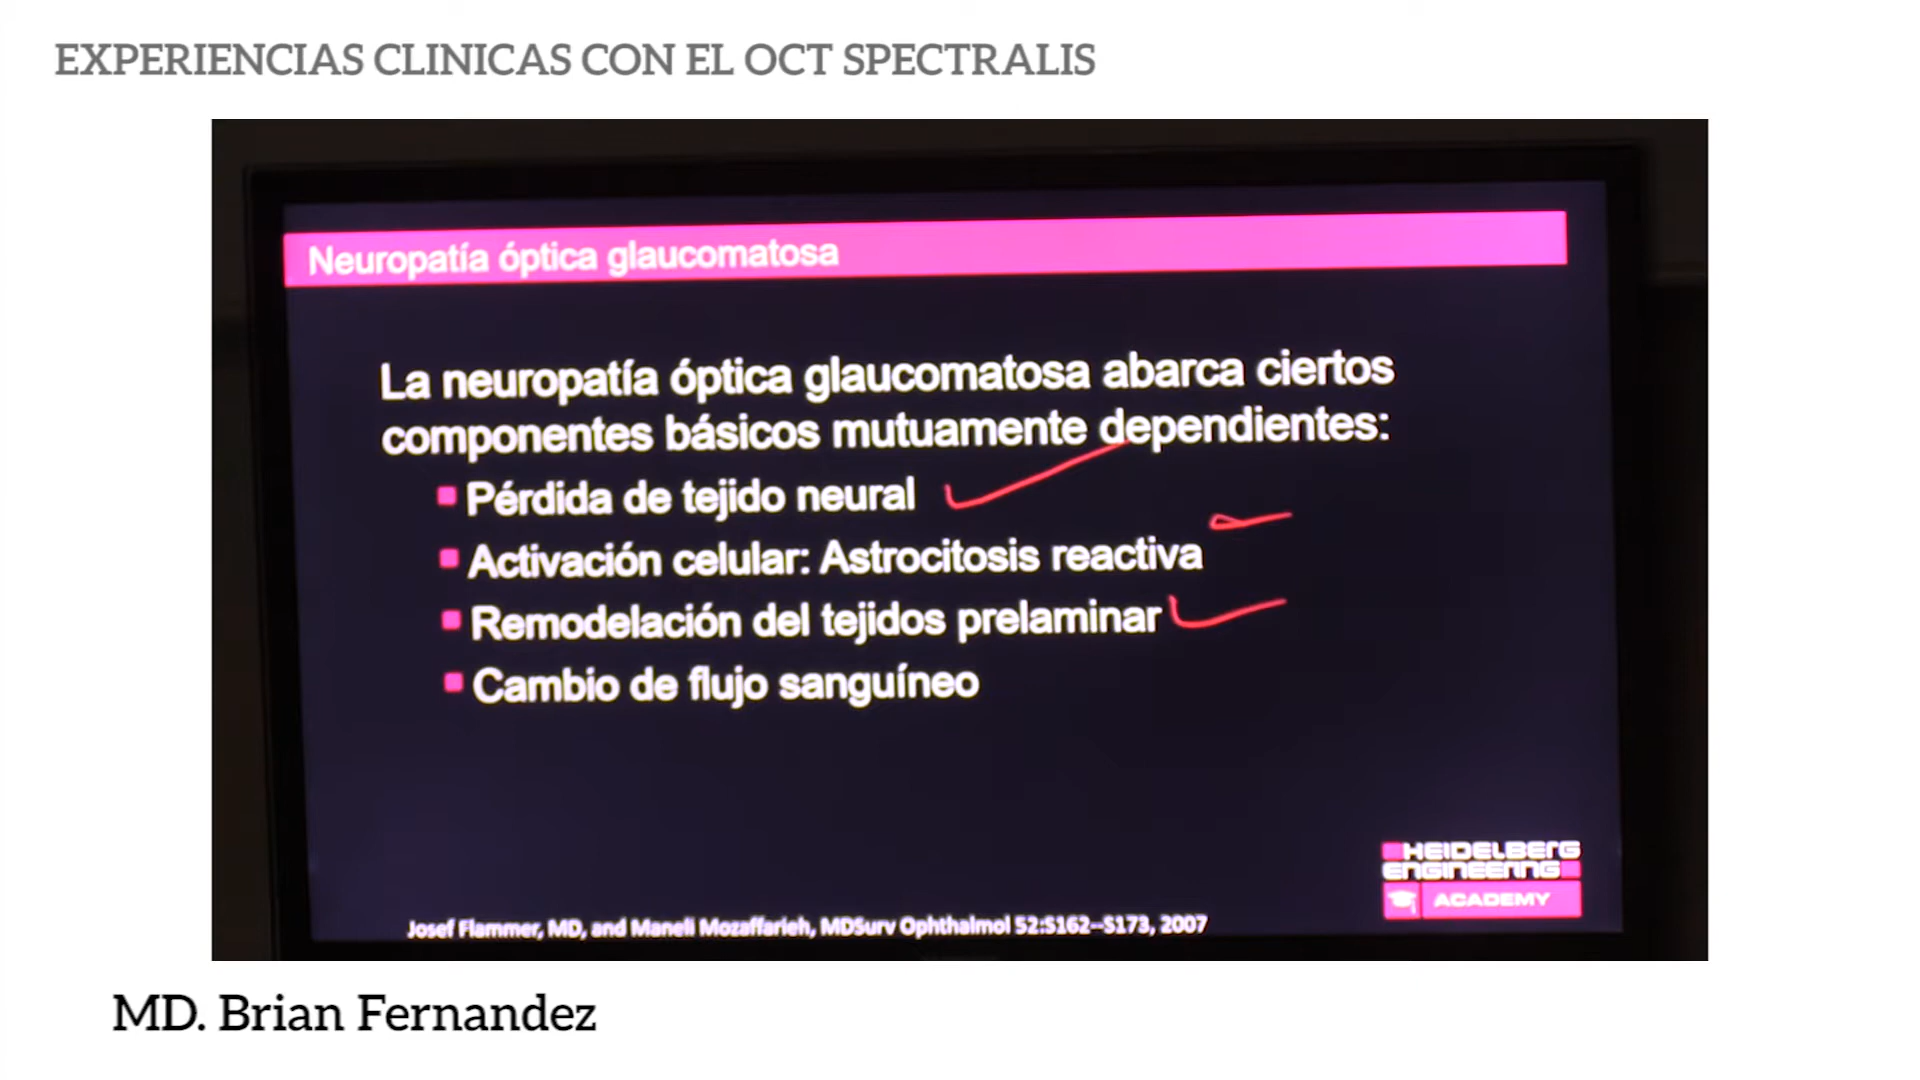 EXPERIENCIAS CLINICAS CON EL OCT SPECTRALIS
Neuropatía óptica glaucomatosa
La neuropatía óptica glaucomatosa abarca ciertos
componentes básicos mutuamente dependientes:
Pérdida de tejido neural
Activación celular: Astrocitosis reactiva
Remodelación del tejidos prelaminar
Cambio de flujo sanguíneo
HEIDELBERG
ENGINEERING
ACADEMY
Josef Flammer, MD, and Maneli Mozaffarieh, MDSurv Ophthalmol 52:S162--S173, 2007
MD. Brian Fernandez